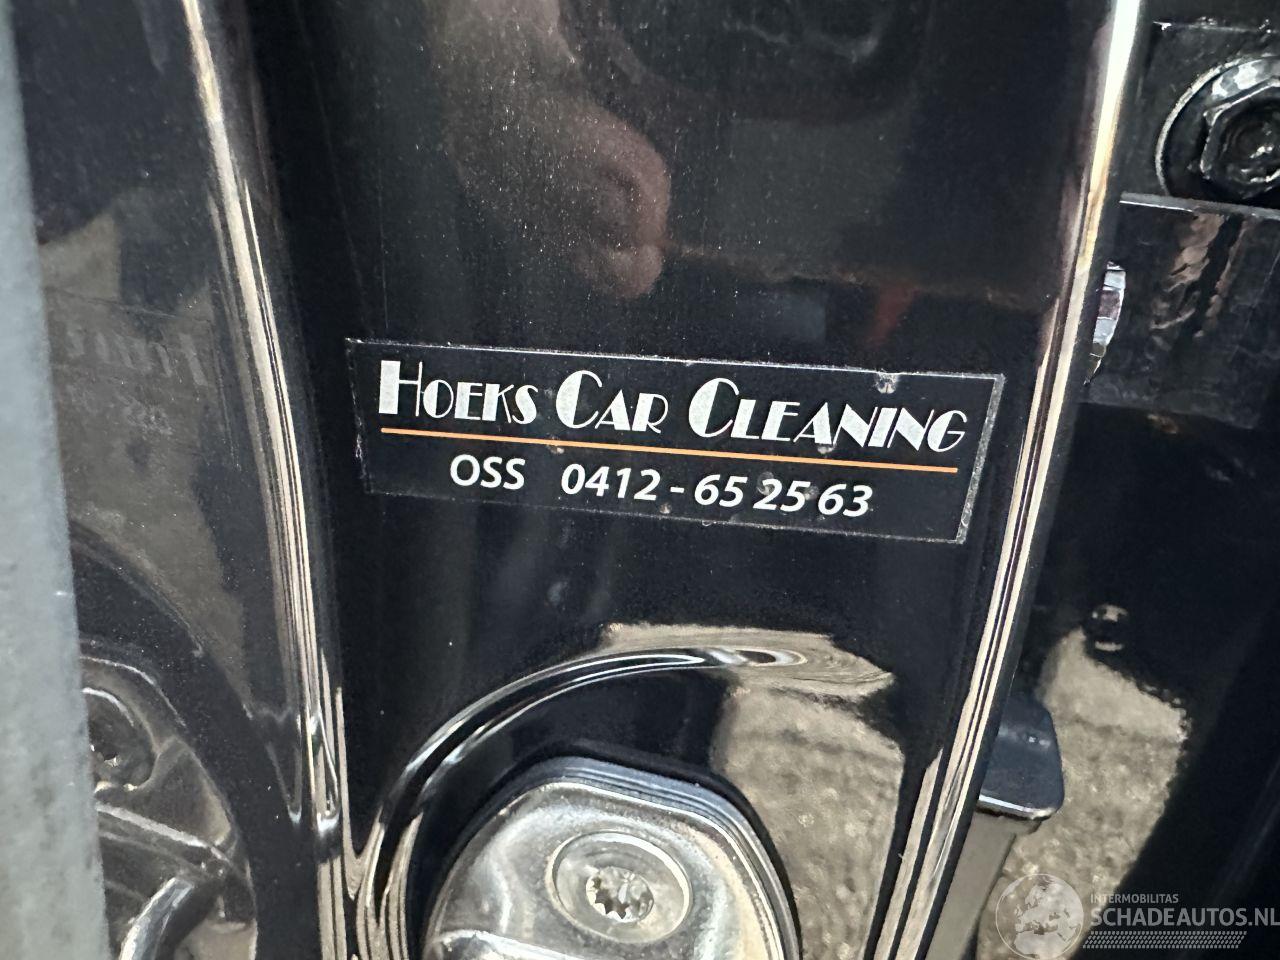 HOEKS CAR CLEANING
OSS 0412 - 65 25 63
INTERMOBILITAS
SCHADEAUTOS.NL